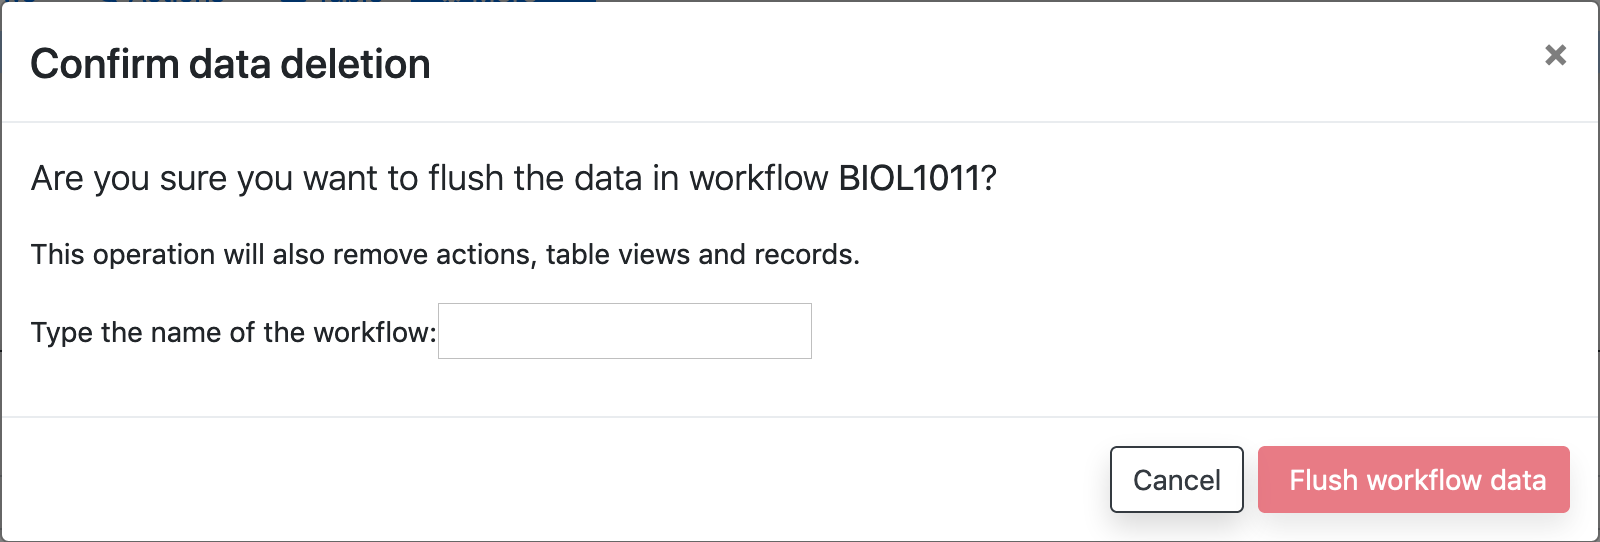 Confirm data deletion
×
Are you sure you want to flush the data in workflow BIOL1011?
This operation will also remove actions, table views and records.
Type the name of the workflow:
Cancel
Flush workflow data